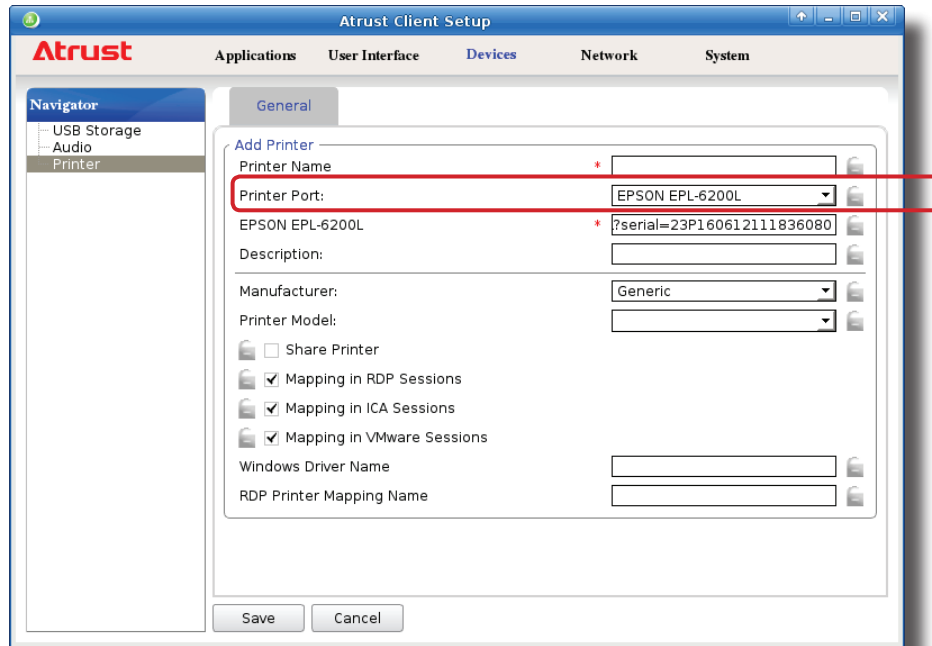 Atrust Client Setup
Atrust Applications User Interface Devices Network System
Navigator
USB Storage
Audio
Printer
General
Add Printer
Printer Name *
Printer Port: EPSON EPL-6200L
EPSON EPL-6200L * ?serial=23P160612111836080
Description:
Manufacturer: Generic
Printer Model:
Share Printer
Mapping in RDP Sessions
Mapping in ICA Sessions
Mapping in VMware Sessions
Windows Driver Name
RDP Printer Mapping Name
Save Cancel